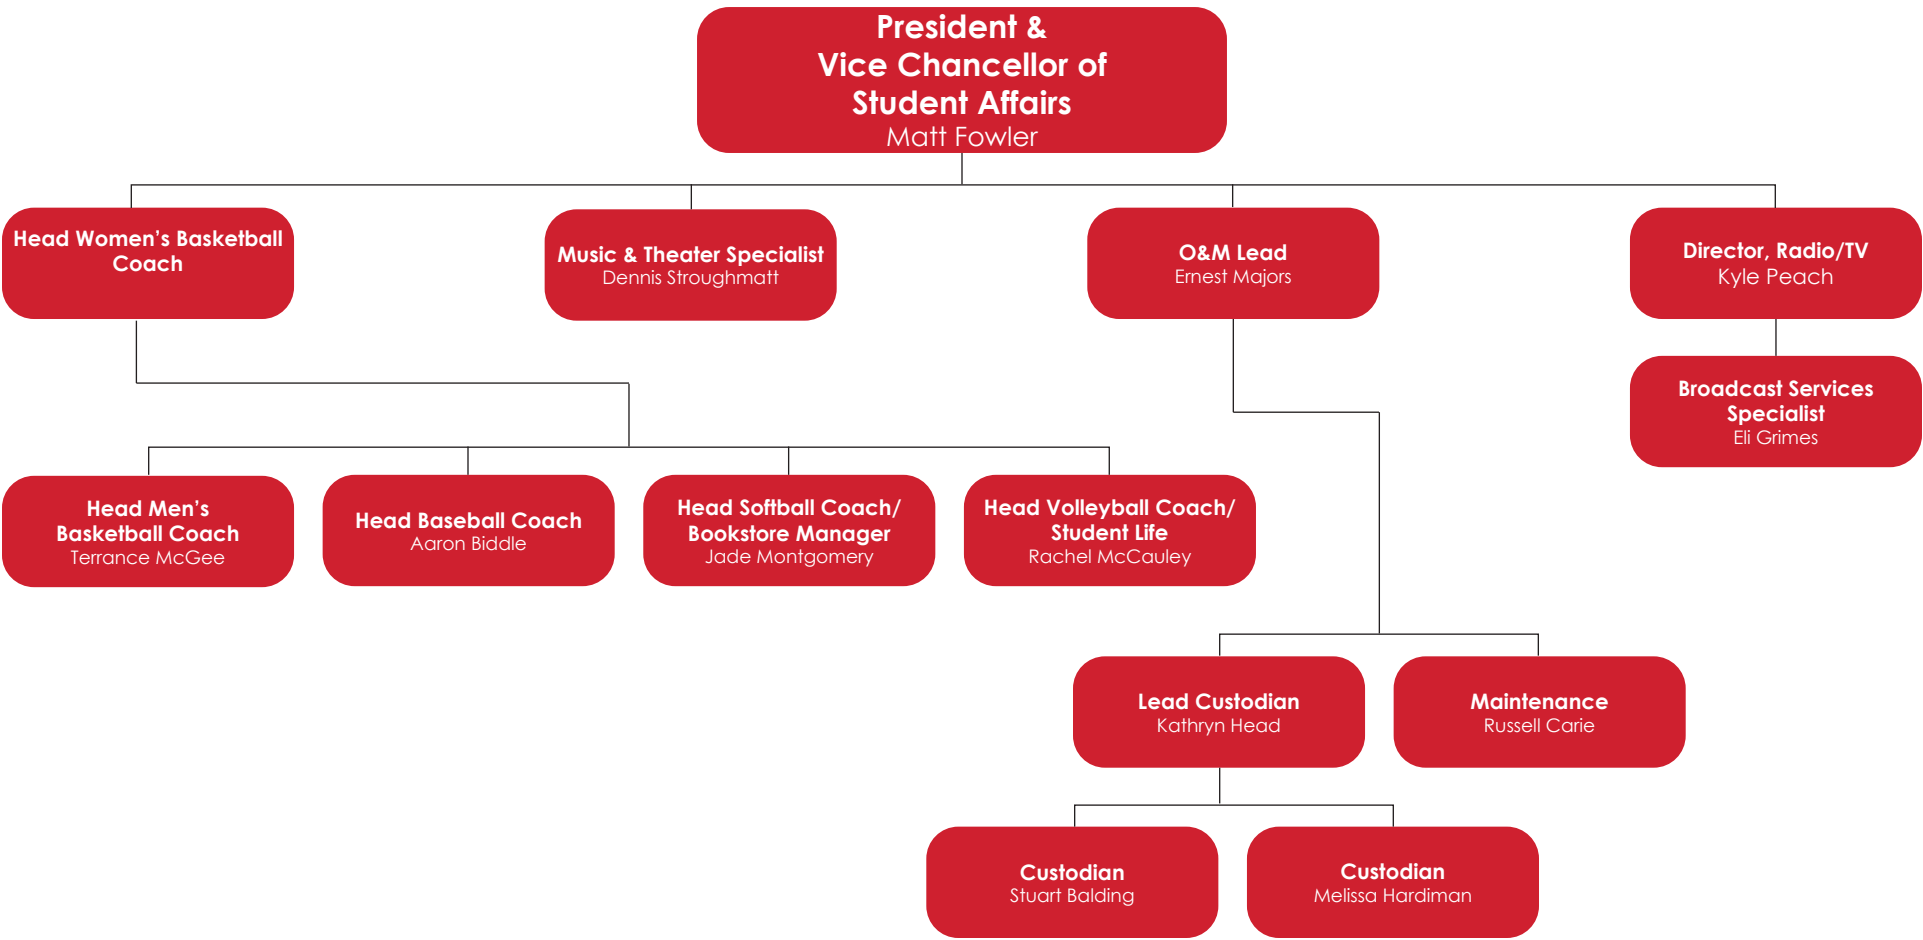 President &
Vice Chancellor of
Student Affairs
Matt Fowler
Head Women's Basketball
Coach
Music & Theater Specialist
Dennis Stroughmatt
O&M Lead
Ernest Majors
Director, Radio/TV
Kyle Peach
Broadcast Services
Specialist
Eli Grimes
Head Men's
Basketball Coach
Terrance McGee
Head Baseball Coach
Aaron Biddle
Head Softball Coach/
Bookstore Manager
Jade Montgomery
Head Volleyball Coach/
Student Life
Rachel McCauley
Lead Custodian
Kathryn Head
Maintenance
Russell Carie
Custodian
Stuart Balding
Custodian
Melissa Hardiman